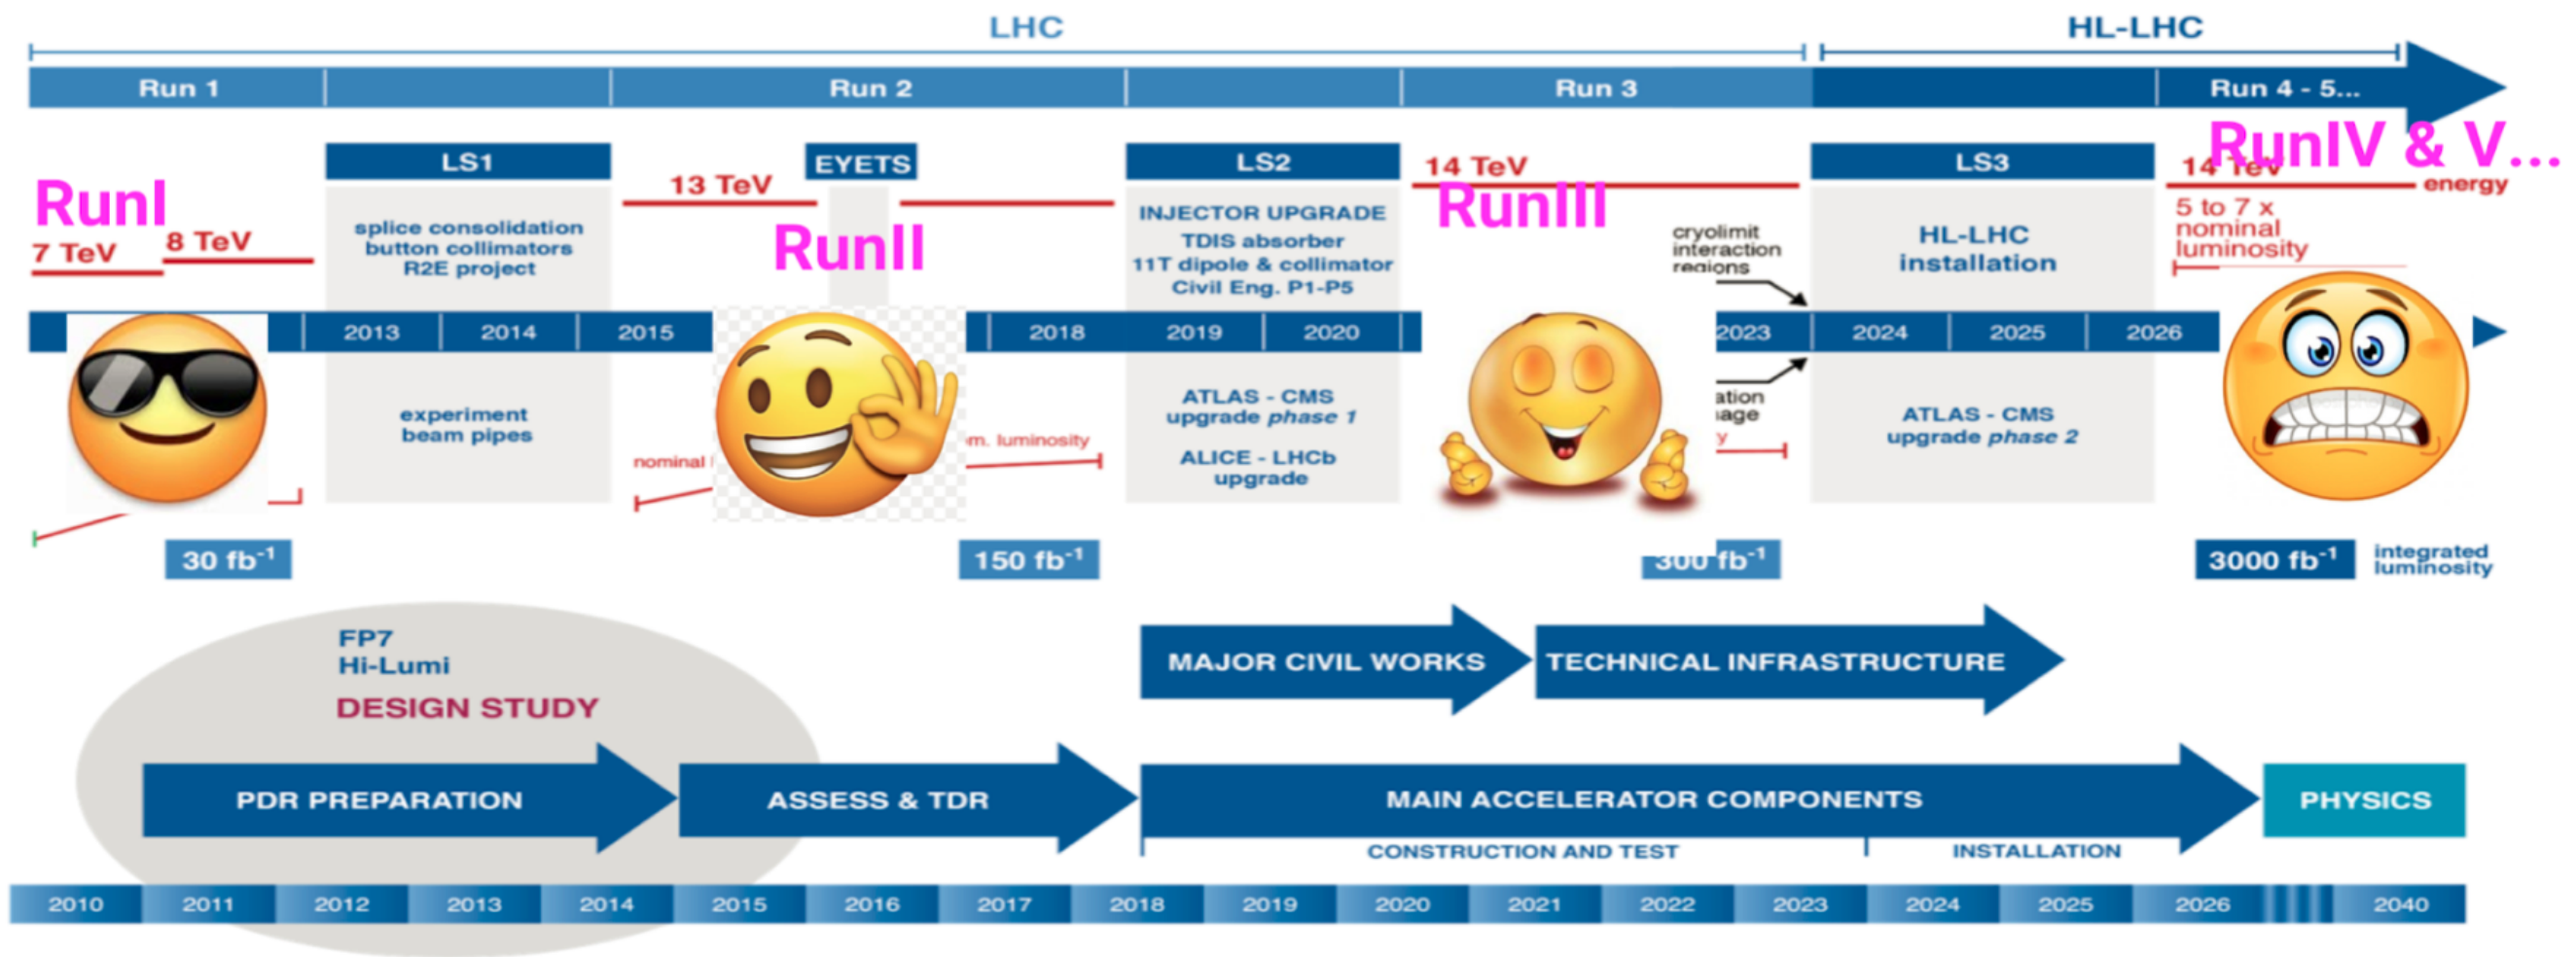 LHC
HL-LHC
Run 1
Run 2
Run 3
Run 4 - 5...
RunIV & V...
LS1
EYETS
LS2
LS3
14 TeV
14 TeV
energy
13 TeV
RunI
RunII
RunIII
7 TeV
8 TeV
splice consolidation
button collimators
R2E project
INJECTOR UPGRADE
TDIS absorber
11T dipole & collimator
Civil Eng. P1-P5
cryolimit
interaction
regions
HL-LHC
installation
5 to 7 x
nominal
luminosity
2013
2014
2015
2018
2019
2020
2023
2024
2025
2026
experiment
beam pipes
nominal
m. luminosity
ATLAS - CMS
upgrade phase 1
ALICE - LHCb
upgrade
ation
age
y
ATLAS - CMS
upgrade phase 2
30 fb-1
150 fb-1
300 fb-1
3000 fb-1
integrated
luminosity
FP7
Hi-Lumi
DESIGN STUDY
MAJOR CIVIL WORKS
TECHNICAL INFRASTRUCTURE
PDR PREPARATION
ASSESS & TDR
MAIN ACCELERATOR COMPONENTS
PHYSICS
CONSTRUCTION AND TEST
INSTALLATION
2010
2011
2012
2013
2014
2015
2016
2017
2018
2019
2020
2021
2022
2023
2024
2025
2026
2040